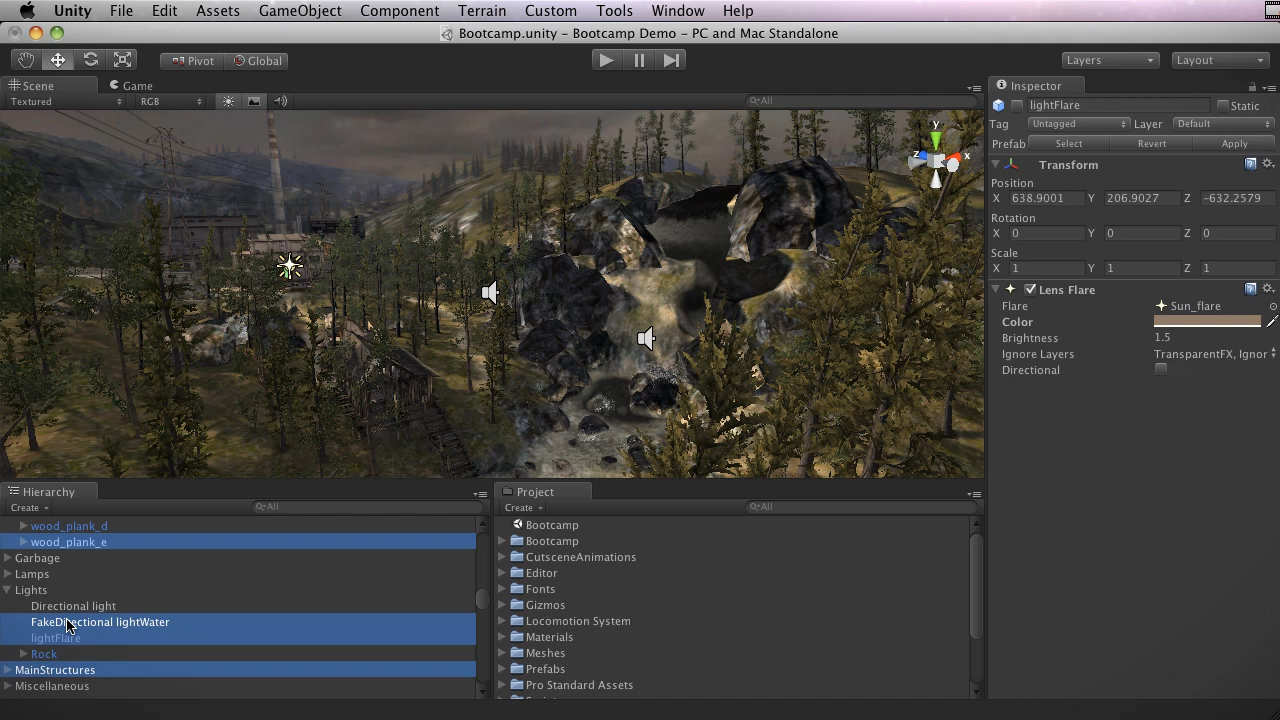 Unity File Edit Assets GameObject Component Terrain Custom Tools Window Help
Bootcamp.unity – Bootcamp Demo – PC and Mac Standalone
Pivot Global Layers Layout
Scene Game
Textured RGB All
y
z x
Inspector
lightFlare Static
Tag Untagged Layer Default
Prefab Select Revert Apply
Transform
Position
X 638.9001 Y 206.9027 Z -632.2579
Rotation
X 0 Y 0 Z 0
Scale
X 1 Y 1 Z 1
Lens Flare
Flare Sun_flare
Color
Brightness 1.5
Ignore Layers TransparentFX, Ignor
Directional
Hierarchy
Create All
wood_plank_d
wood_plank_e
Garbage
Lamps
Lights
Directional light
FakeDirectional lightWater
lightFlare
Rock
MainStructures
Miscellaneous
Project
Create All
Bootcamp
Bootcamp
CutsceneAnimations
Editor
Fonts
Gizmos
Locomotion System
Materials
Meshes
Prefabs
Pro Standard Assets